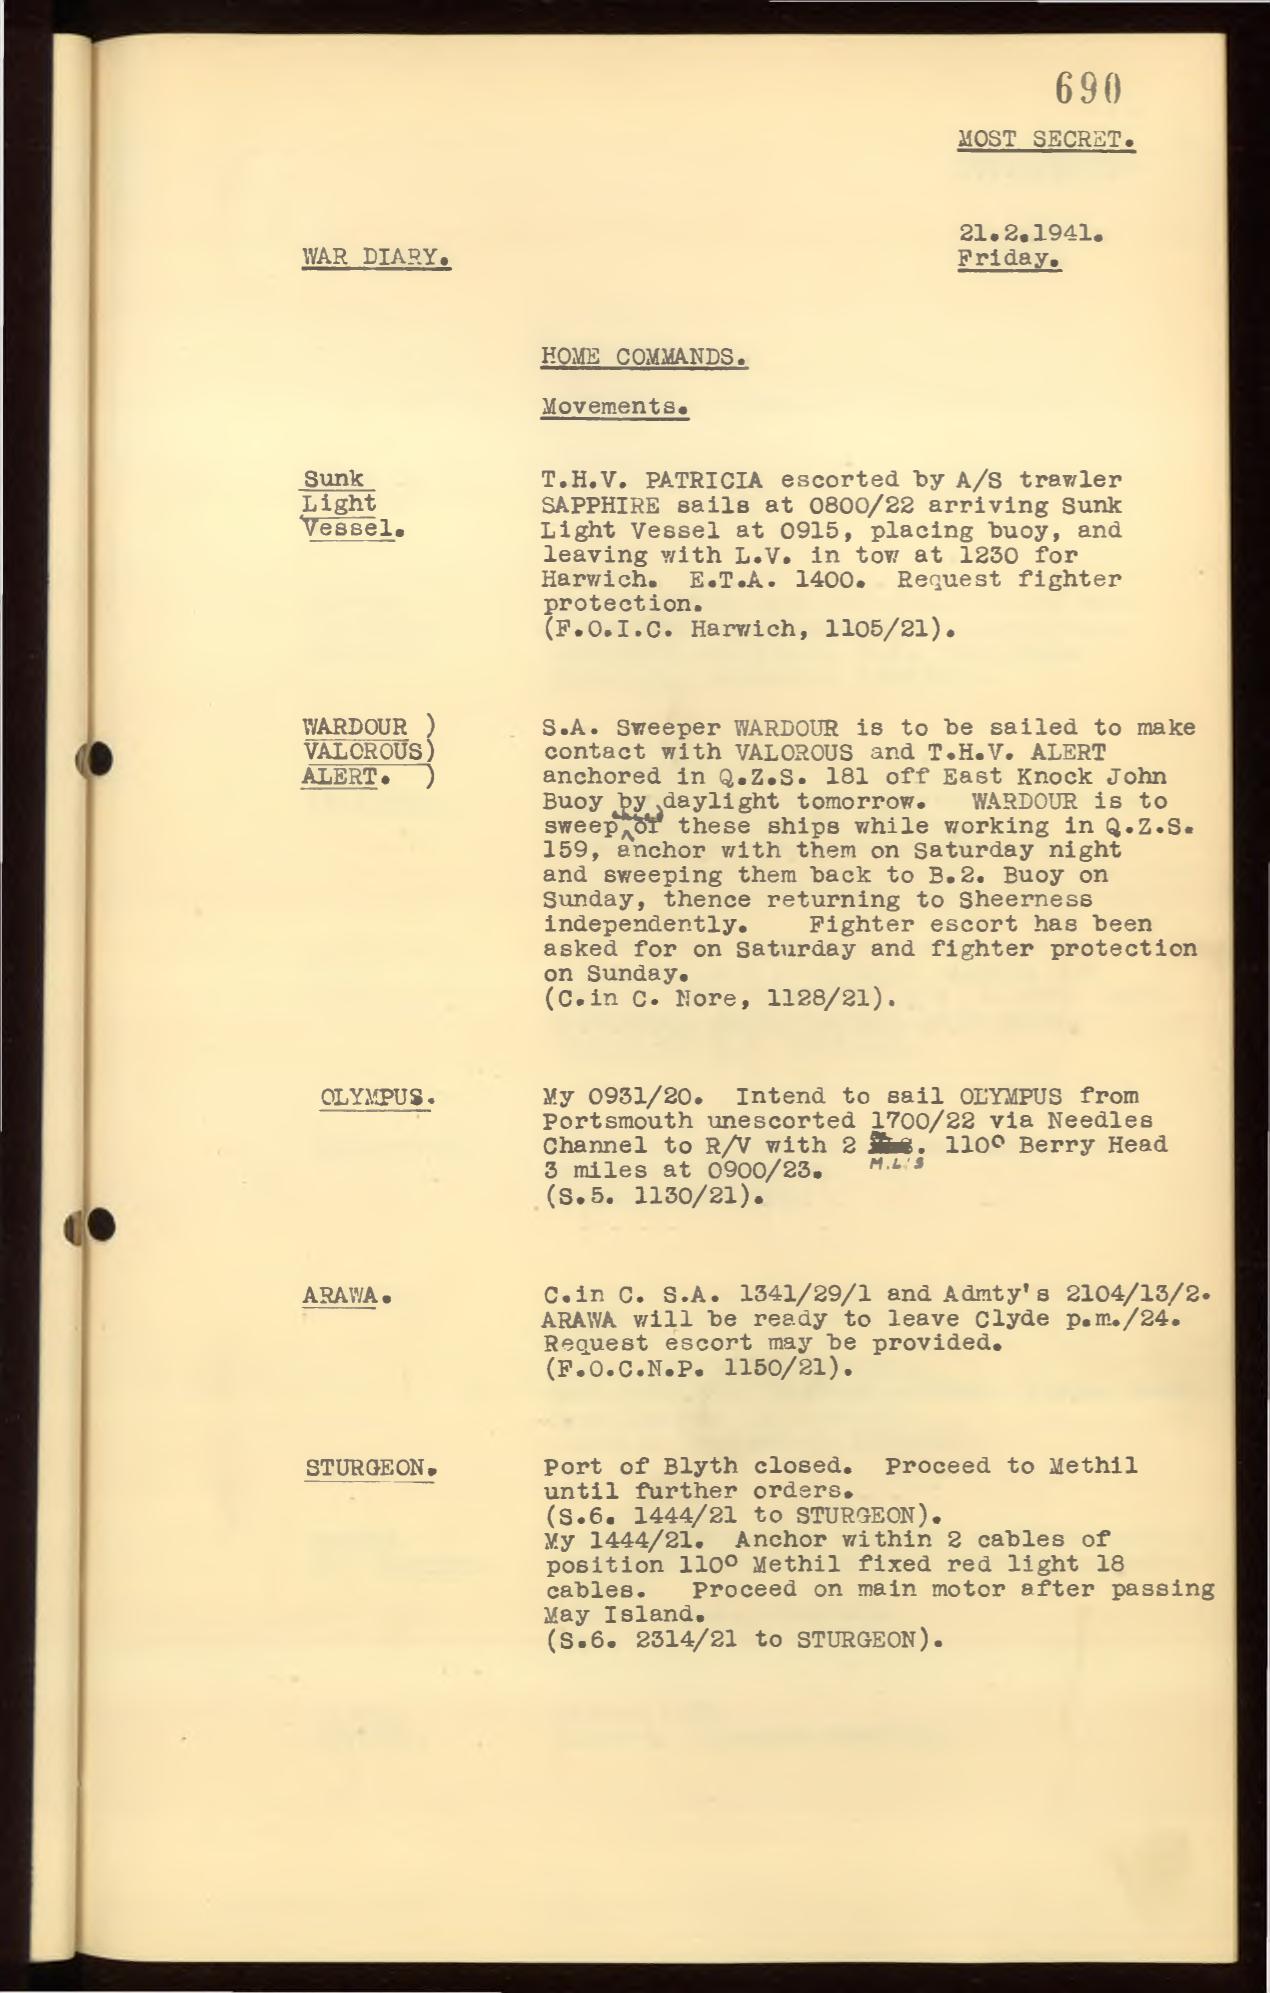 690
MOST SECRET.
21.2.1941.
WAR DIARY.
Friday.
HOME COMMANDS.
Movements.
Sunk
Light
Vessel.
T.H.V. PATRICIA escorted by A/S trawler
SAPPHIRE sails at 0800/22 arriving Sunk
Light Vessel at 0915, placing buoy, and
leaving with L.V. in tow at 1230 for
Harwich. E.T.A. 1400. Request fighter
protection.
(F.O.I.C. Harwich, 1105/21).
WARDOUR )
VALOROUS)
ALERT. )
S.A. Sweeper WARDOUR is to be sailed to make
contact with VALOROUS and T.H.V. ALERT
anchored in Q.Z.S. 181 off East Knock John
Buoy by daylight tomorrow. WARDOUR is to
sweep ahead of these ships while working in Q.Z.S.
159, anchor with them on Saturday night
and sweeping them back to B.2. Buoy on
Sunday, thence returning to Sheerness
independently. Fighter escort has been
asked for on Saturday and fighter protection
on Sunday.
(C.in C. Nore, 1128/21).
OLYMPUS.
My 0931/20. Intend to sail OLYMPUS from
Portsmouth unescorted 1700/22 via Needles
Channel to R/V with 2 M.L's. 110° Berry Head
3 miles at 0900/23.
(S.5. 1130/21).
ARAWA.
C.in C. S.A. 1341/29/1 and Admty's 2104/13/2.
ARAWA will be ready to leave Clyde p.m./24.
Request escort may be provided.
(F.O.C.N.P. 1150/21).
STURGEON.
Port of Blyth closed. Proceed to Methil
until further orders.
(S.6. 1444/21 to STURGEON).
My 1444/21. Anchor within 2 cables of
position 110° Methil fixed red light 18
cables. Proceed on main motor after passing
May Island.
(S.6. 2314/21 to STURGEON).